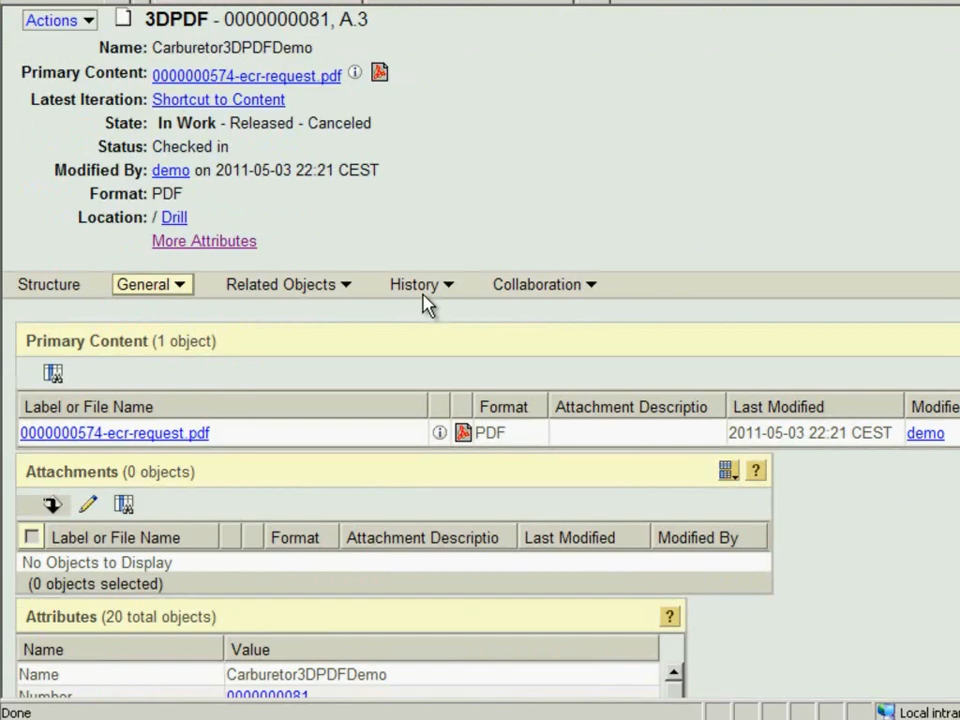 Actions 3DPDF - 0000000081, A.3
Name: Carburetor3DPDFDemo
Primary Content: 0000000574-ecr-request.pdf
Latest Iteration: Shortcut to Content
State: In Work - Released - Canceled
Status: Checked in
Modified By: demo on 2011-05-03 22:21 CEST
Format: PDF
Location: / Drill
More Attributes
Structure General Related Objects History Collaboration
Primary Content (1 object)
Label or File Name Format Attachment Descriptio Last Modified Modifie
0000000574-ecr-request.pdf PDF 2011-05-03 22:21 CEST demo
Attachments (0 objects) ?
Label or File Name Format Attachment Descriptio Last Modified Modified By
No Objects to Display
(0 objects selected)
Attributes (20 total objects) ?
Name Value
Name Carburetor3DPDFDemo
Number 0000000081
Done Local intran